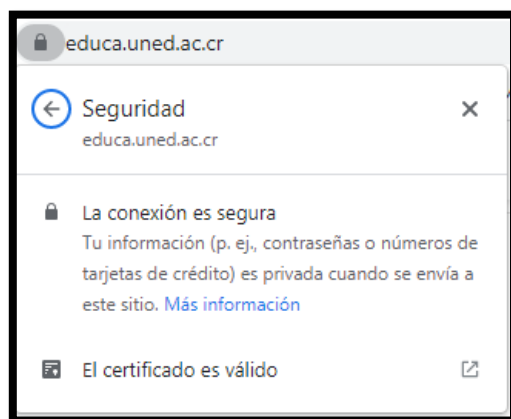 educa.uned.ac.cr
Seguridad
educa.uned.ac.cr
La conexión es segura
Tu información (p. ej., contraseñas o números de
tarjetas de crédito) es privada cuando se envía a
este sitio. Más información
El certificado es válido